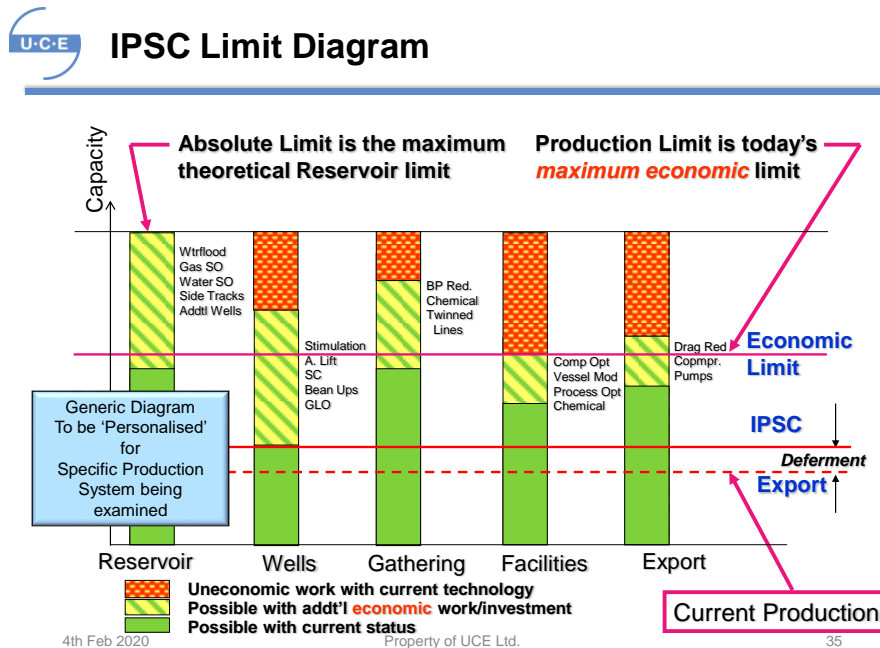 U·C·E
IPSC Limit Diagram
Capacity
Absolute Limit is the maximum
theoretical Reservoir limit
Production Limit is today's
maximum economic limit
Wtrflood
Gas SO
Water SO
Side Tracks
Addtl Wells
Stimulation
A. Lift
SC
Bean Ups
GLO
BP Red.
Chemical
Twinned
Lines
Comp Opt
Vessel Mod
Process Opt
Chemical
Drag Red
Copmpr.
Pumps
Economic
Limit
IPSC
Deferment
Export
Generic Diagram
To be 'Personalised'
for
Specific Production
System being
examined
Reservoir
Wells
Gathering
Facilities
Export
Uneconomic work with current technology
Possible with addt'l economic work/investment
Possible with current status
Current Production
4th Feb 2020
Property of UCE Ltd.
35